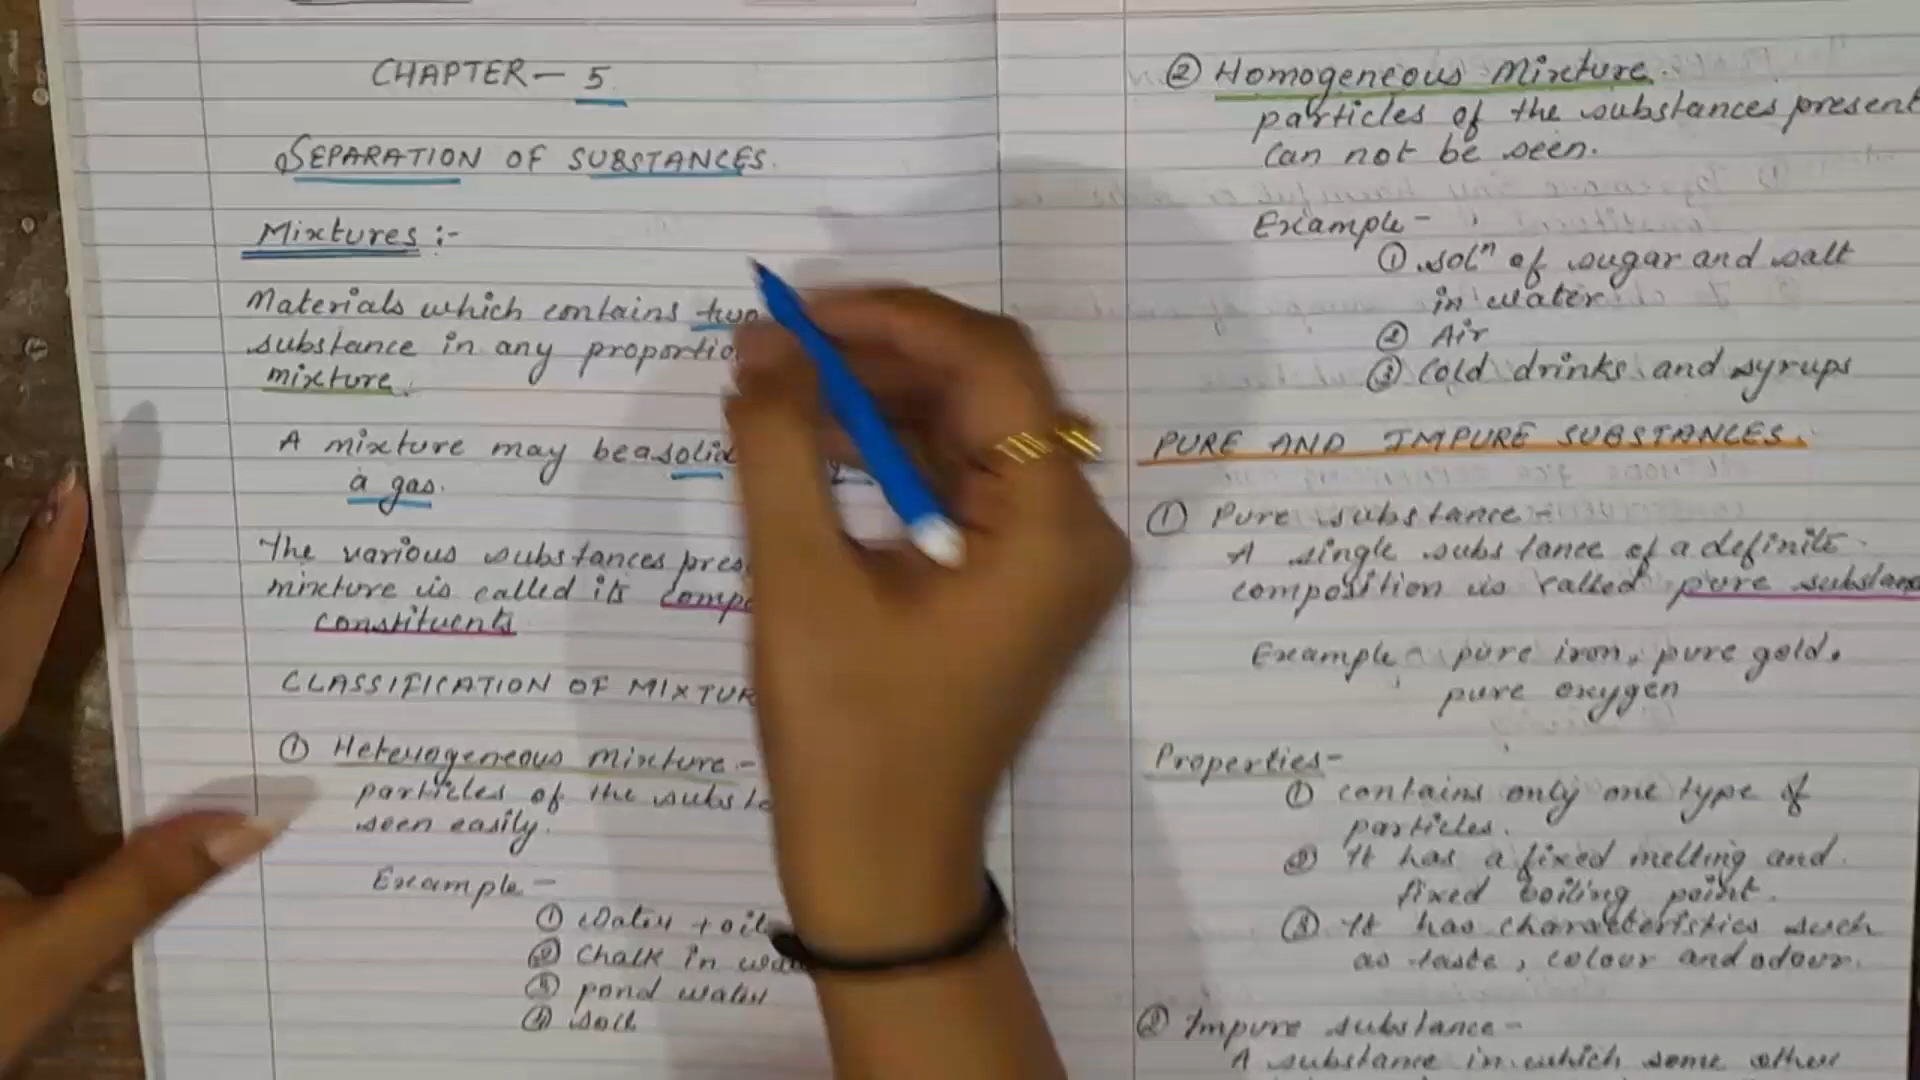 CHAPTER - 5
SEPARATION OF SUBSTANCES.
Mixtures :-
Materials which contains two
substance in any
mixture.
A mixture may be a solid
a gas.
The various substances
mixture is called its
constituents
CLASSIFICATION OF
① Heterogeneous mixture -
particles of the
seen easily.
Example -
① Water + oil
② Chalk in
③ pond water
④ soil
② Homogeneous Mixture.
particles of the substances present
can not be seen.
Example -
① solⁿ of sugar and salt
in water
② Air
③ Cold drinks and syrups
PURE AND IMPURE SUBSTANCES.
① Pure substance -
A single substance of a definite
composition is called pure
Example - pure iron, pure gold,
pure oxygen
Properties -
① contains only one type of
particles.
② It has a fixed melting and
fixed boiling point.
③ It has characteristics such
as taste, colour and odour.
② Impure substance -
A substance in which some other